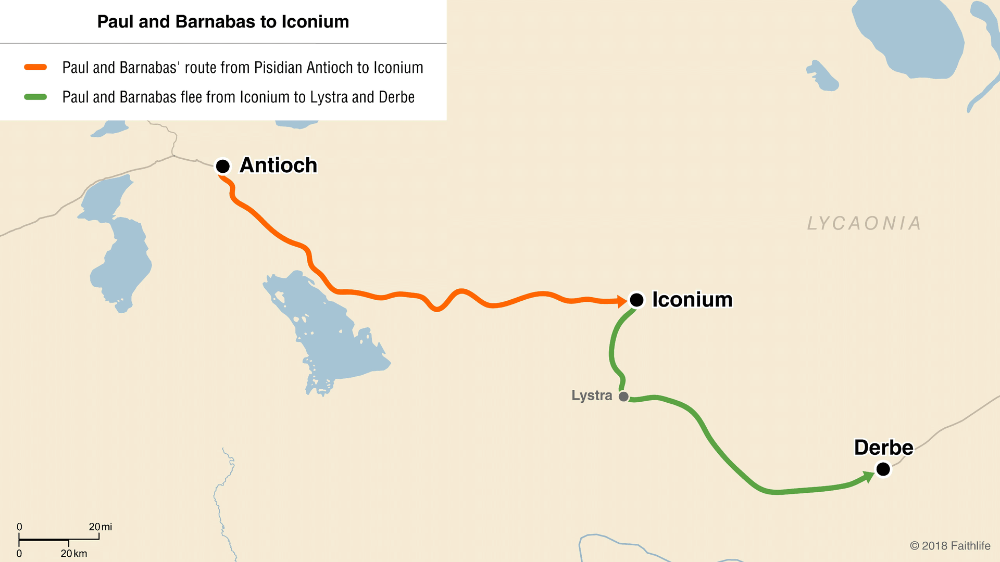 Paul and Barnabas to Iconium
Paul and Barnabas' route from Pisidian Antioch to Iconium
Paul and Barnabas flee from Iconium to Lystra and Derbe
Antioch
LYCAONIA
Iconium
Lystra
Derbe
0 20 mi
0 20 km
© 2018 Faithlife